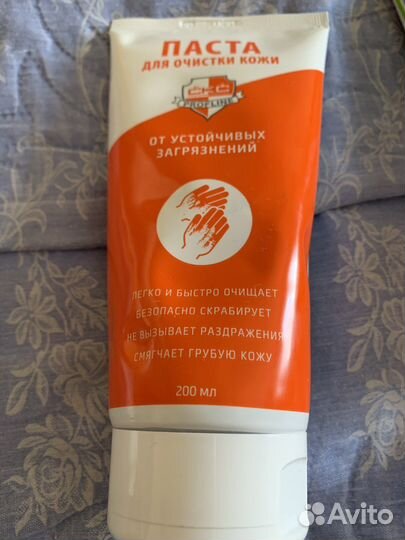 ПАСТА
ДЛЯ ОЧИСТКИ КОЖИ
СКС
PROFLINE
ОТ УСТОЙЧИВЫХ
ЗАГРЯЗНЕНИЙ
ЛЕГКО И БЫСТРО ОЧИЩАЕТ
БЕЗОПАСНО СКРАБИРУЕТ
НЕ ВЫЗЫВАЕТ РАЗДРАЖЕНИЯ
СМЯГЧАЕТ ГРУБУЮ КОЖУ
200 МЛ
Avito